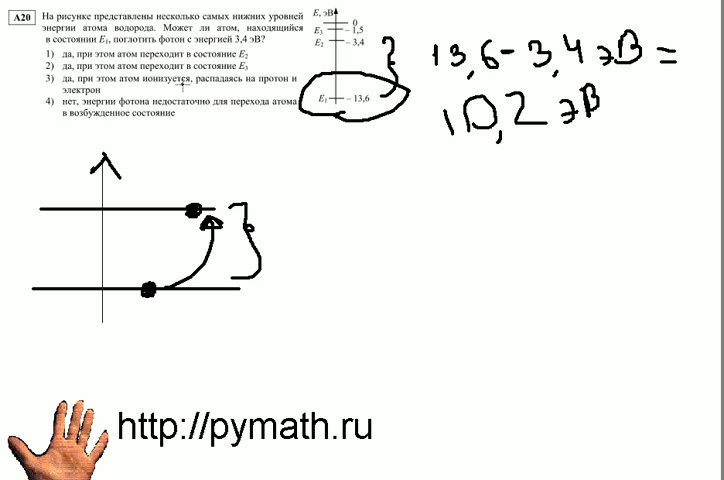 А20
На рисунке представлены несколько самых нижних уровней
энергии атома водорода. Может ли атом, находящийся
в состоянии E₁, поглотить фотон с энергией 3,4 эВ?
1) да, при этом атом переходит в состояние E₂
2) да, при этом атом переходит в состояние E₃
3) да, при этом атом ионизуется, распадаясь на протон и
электрон
4) нет, энергии фотона недостаточно для перехода атома
в возбужденное состояние
E, эВ
0
E₃ – 1,5
E₂ – 3,4
E₁ – 13,6
13,6 - 3,4 эВ =
10,2 эВ
http://pymath.ru